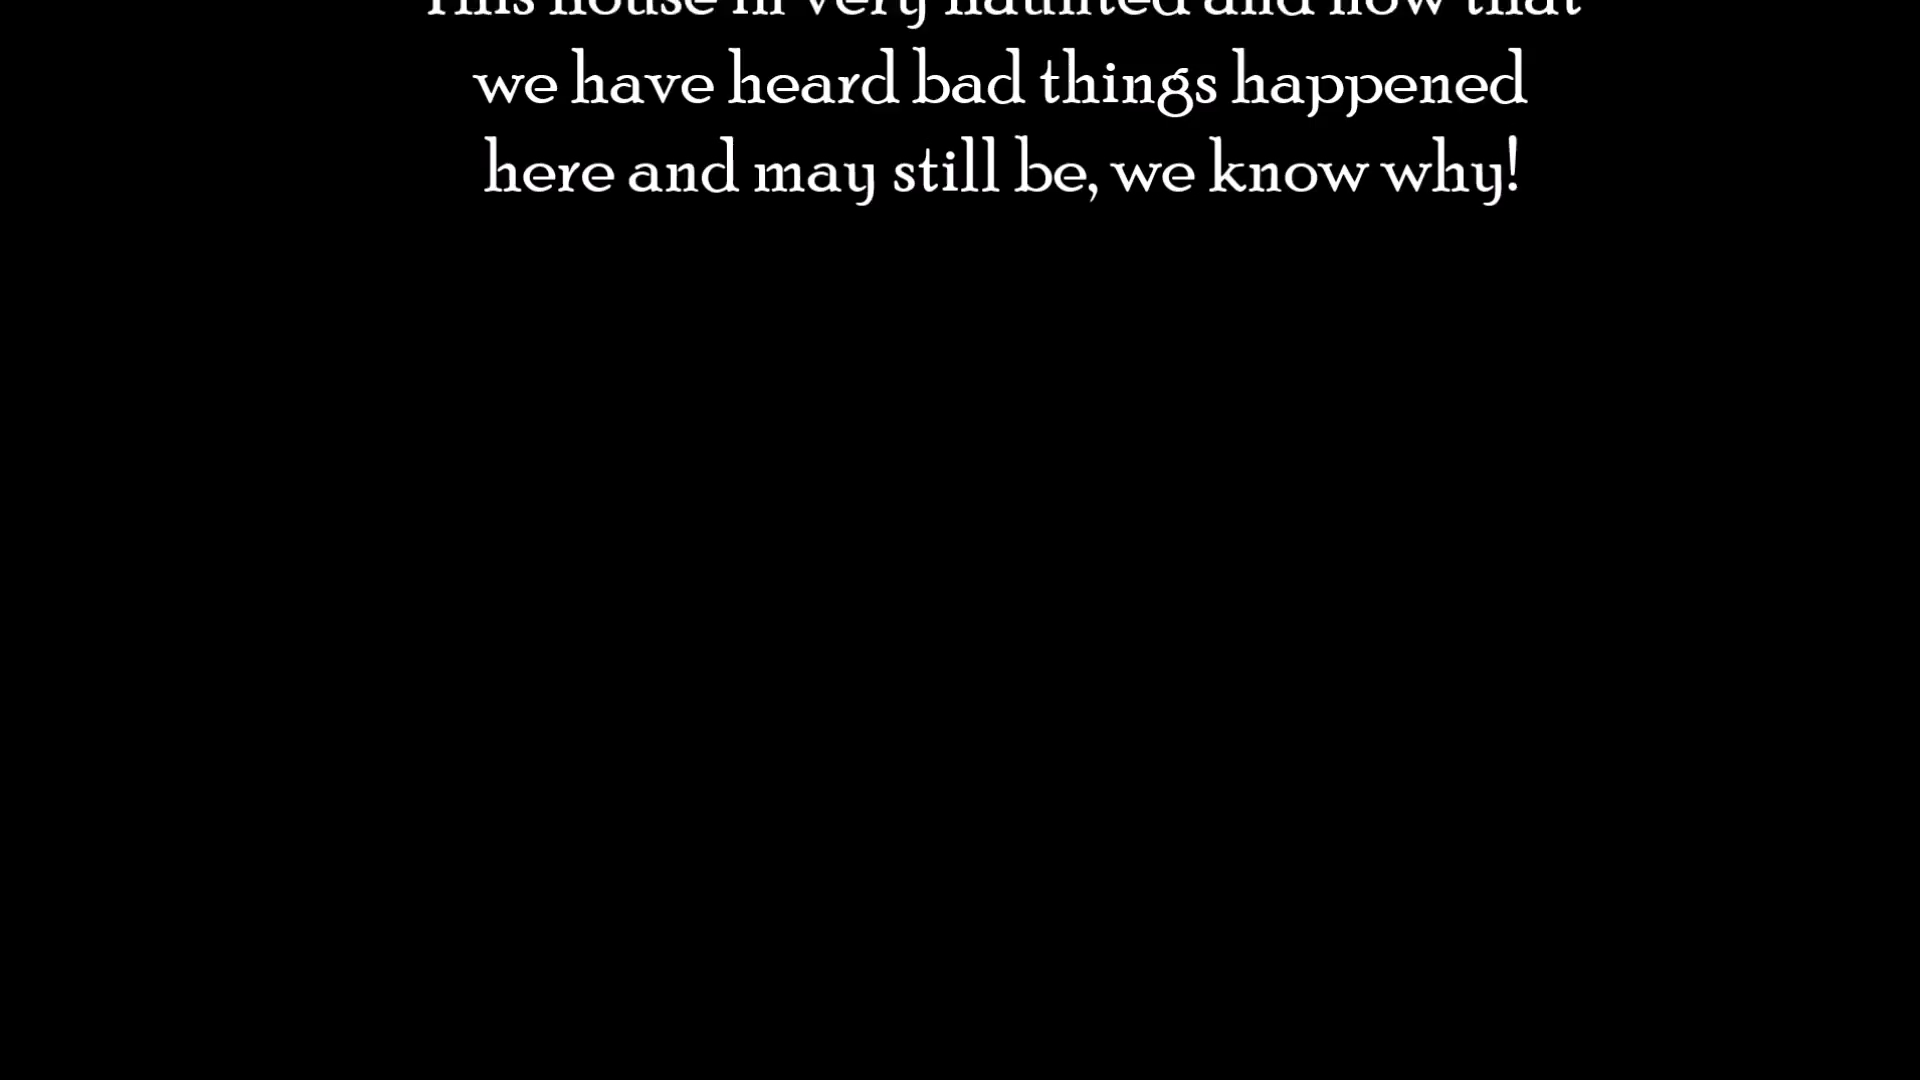 This house in very haunted and now that
we have heard bad things happened
here and may still be, we know why!